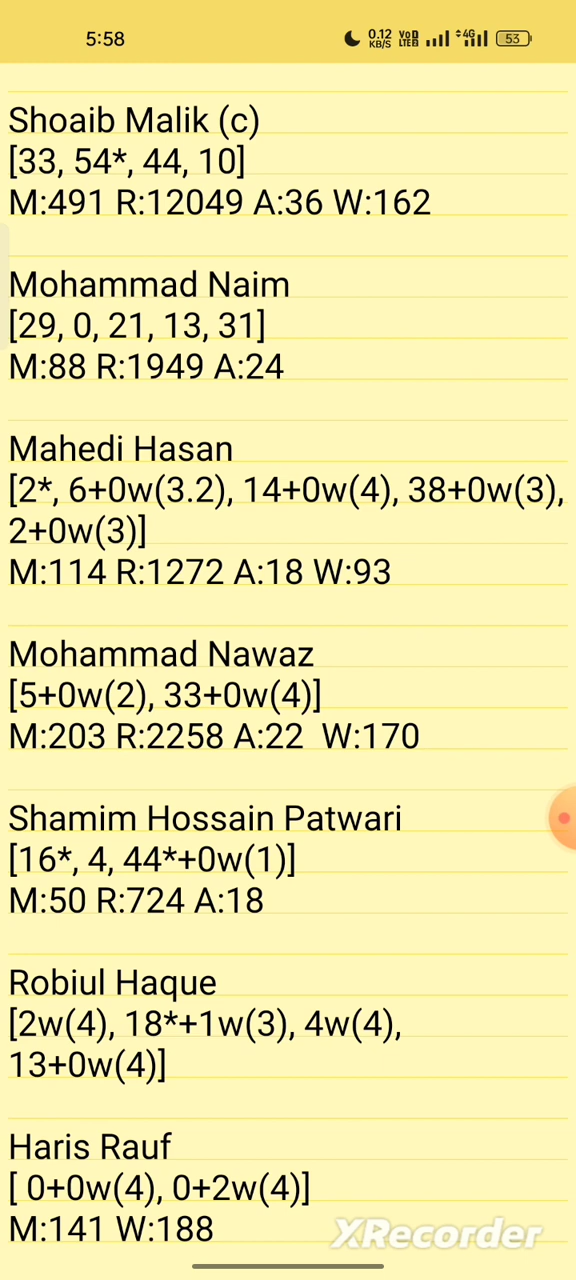 5:58
0.12
KB/S
VoD
LTE2
4G
53
Shoaib Malik (c)
[33, 54*, 44, 10]
M:491 R:12049 A:36 W:162
Mohammad Naim
[29, 0, 21, 13, 31]
M:88 R:1949 A:24
Mahedi Hasan
[2*, 6+0w(3.2), 14+0w(4), 38+0w(3),
2+0w(3)]
M:114 R:1272 A:18 W:93
Mohammad Nawaz
[5+0w(2), 33+0w(4)]
M:203 R:2258 A:22  W:170
Shamim Hossain Patwari
[16*, 4, 44*+0w(1)]
M:50 R:724 A:18
Robiul Haque
[2w(4), 18*+1w(3), 4w(4),
13+0w(4)]
Haris Rauf
[ 0+0w(4), 0+2w(4)]
M:141 W:188
XRecorder